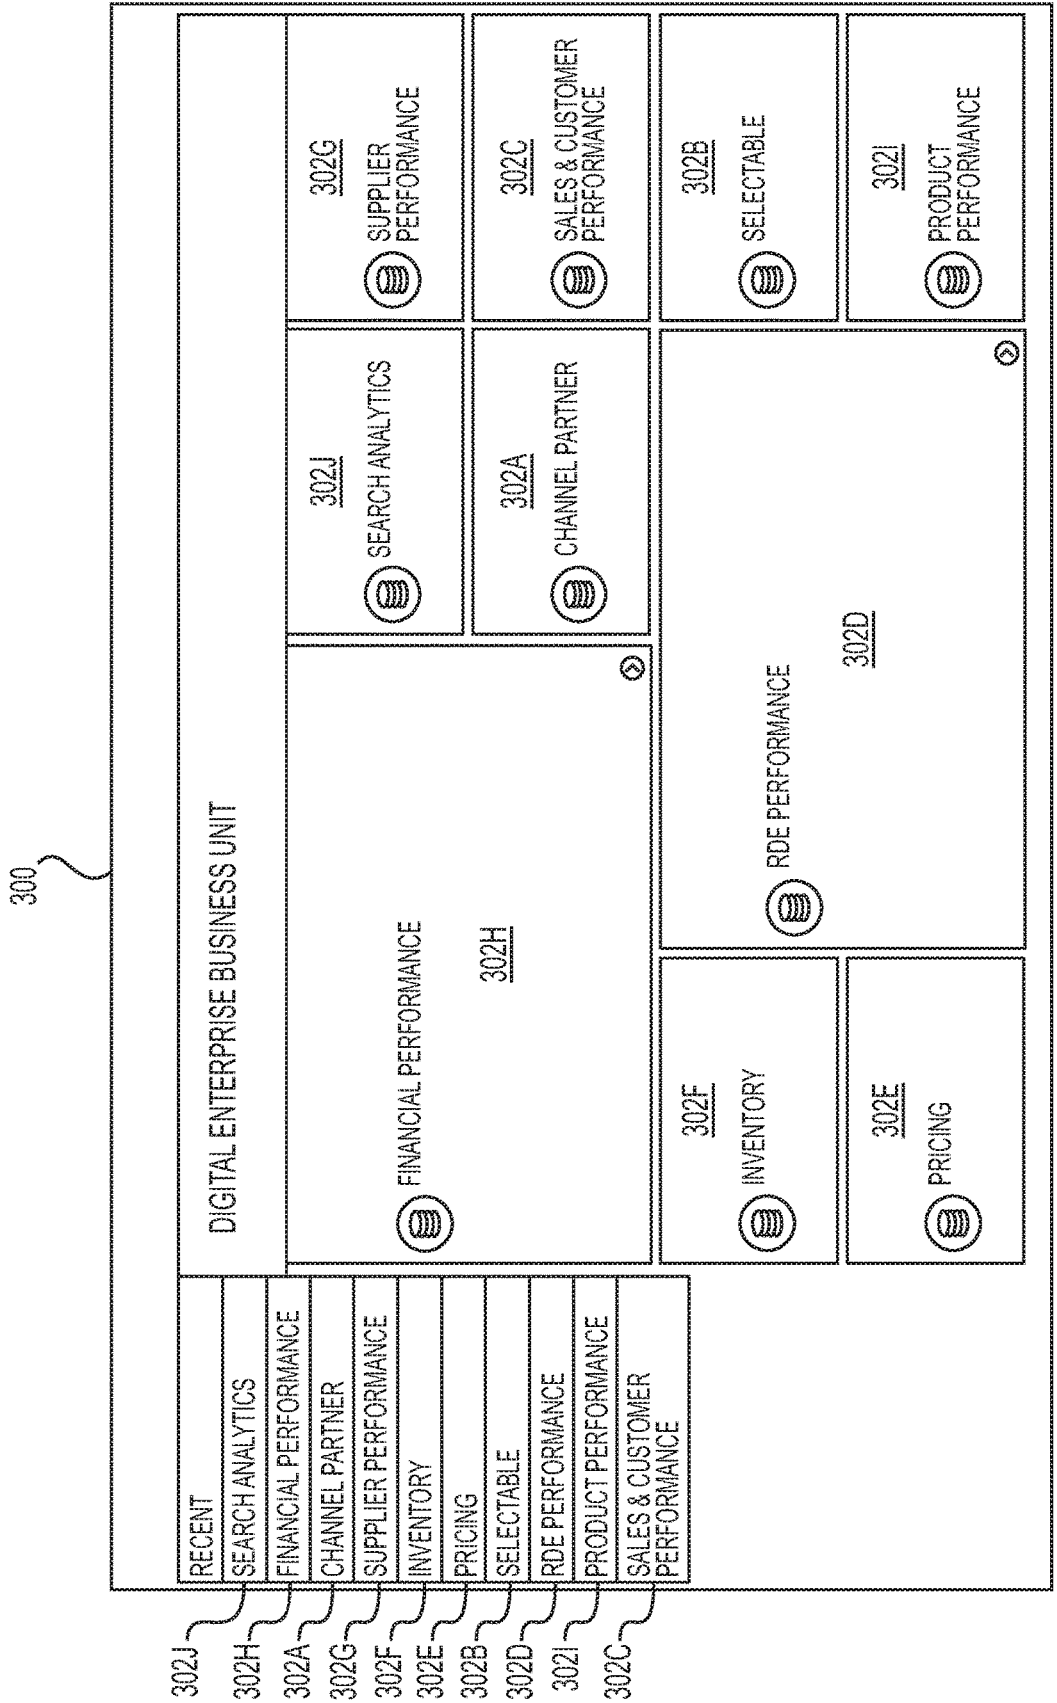 300
DIGITAL ENTERPRISE BUSINESS UNIT
302J
302H
302A
302G
302F
302E
302B
302D
302I
302C
RECENT
SEARCH ANALYTICS
FINANCIAL PERFORMANCE
CHANNEL PARTNER
SUPPLIER PERFORMANCE
INVENTORY
PRICING
SELECTABLE
RDE PERFORMANCE
PRODUCT PERFORMANCE
SALES & CUSTOMER
PERFORMANCE
FINANCIAL PERFORMANCE
302H
302J
SEARCH ANALYTICS
302G
SUPPLIER
PERFORMANCE
302A
CHANNEL PARTNER
302C
SALES & CUSTOMER
PERFORMANCE
302F
INVENTORY
RDE PERFORMANCE
302D
302B
SELECTABLE
302E
PRICING
302I
PRODUCT
PERFORMANCE